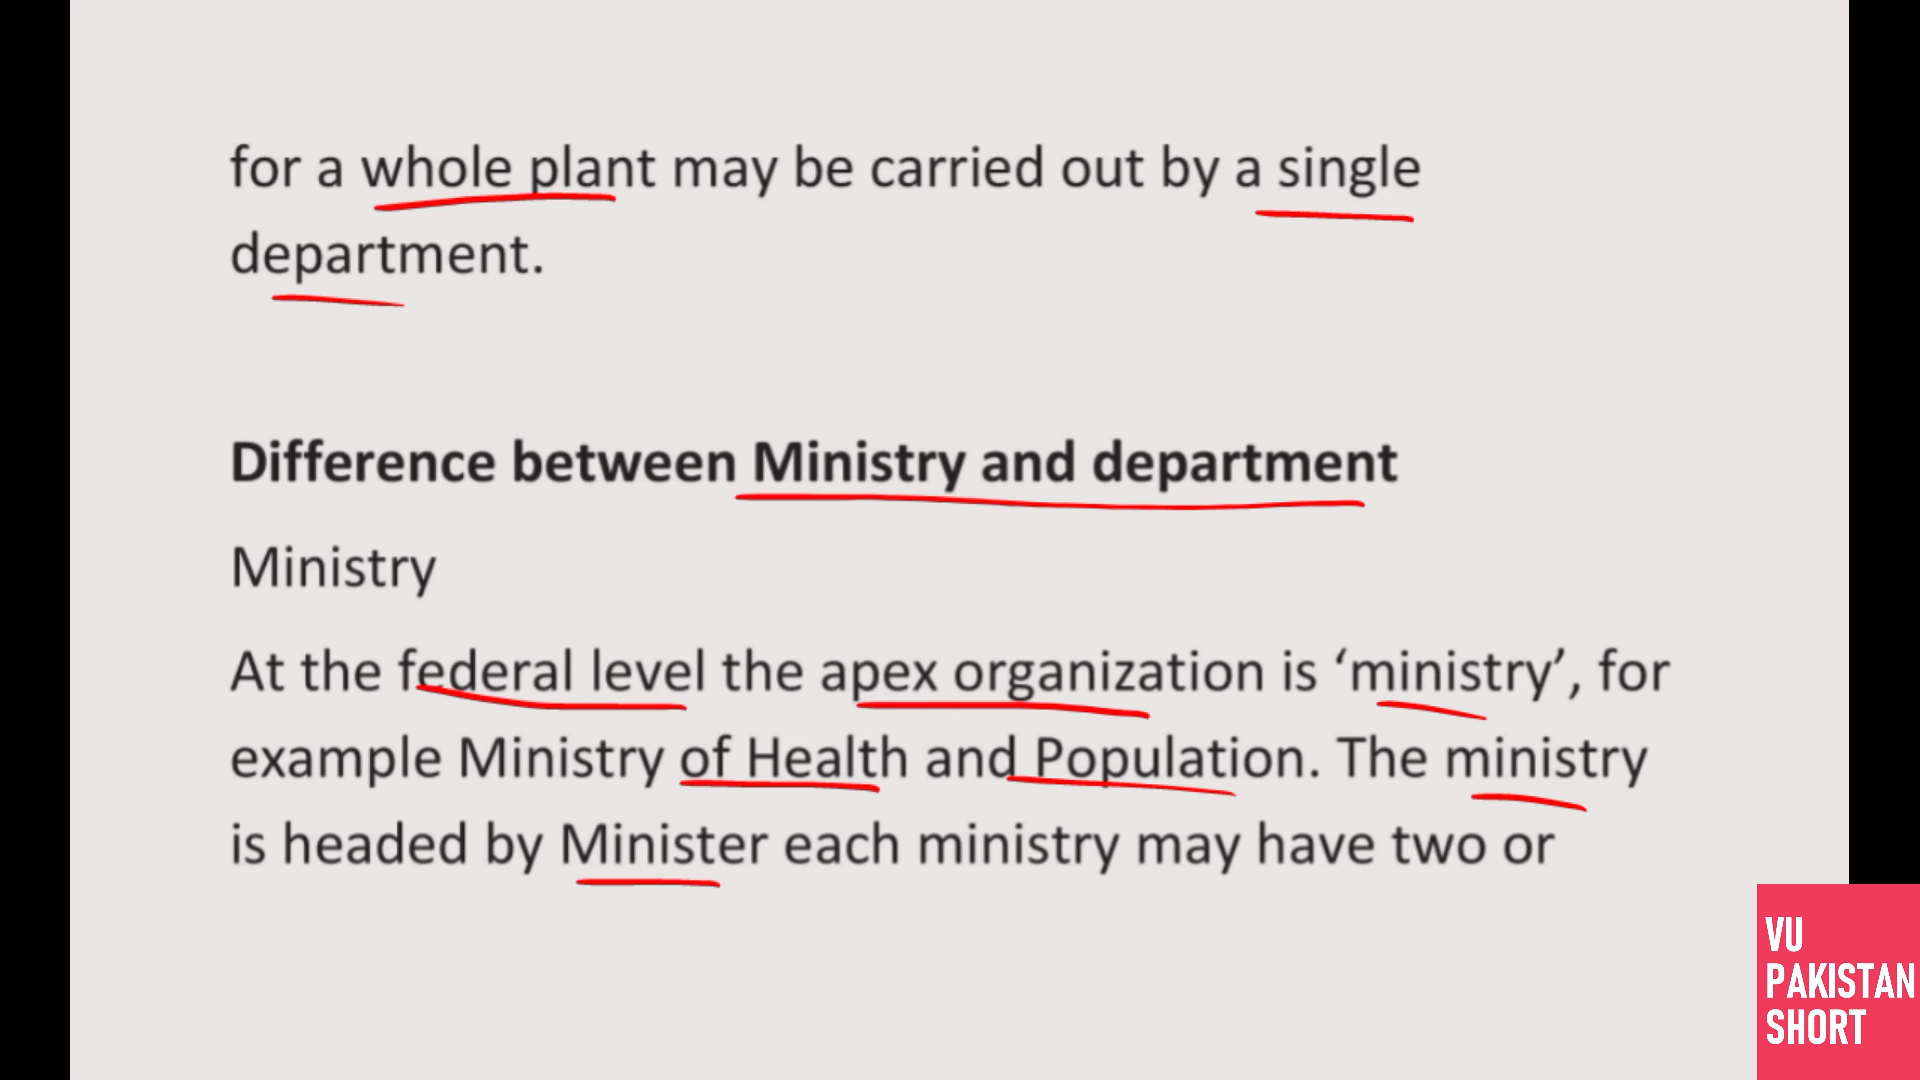 for a whole plant may be carried out by a single
department.
Difference between Ministry and department
Ministry
At the federal level the apex organization is ‘ministry’, for
example Ministry of Health and Population. The ministry
is headed by Minister each ministry may have two or
VU
PAKISTAN
SHORT